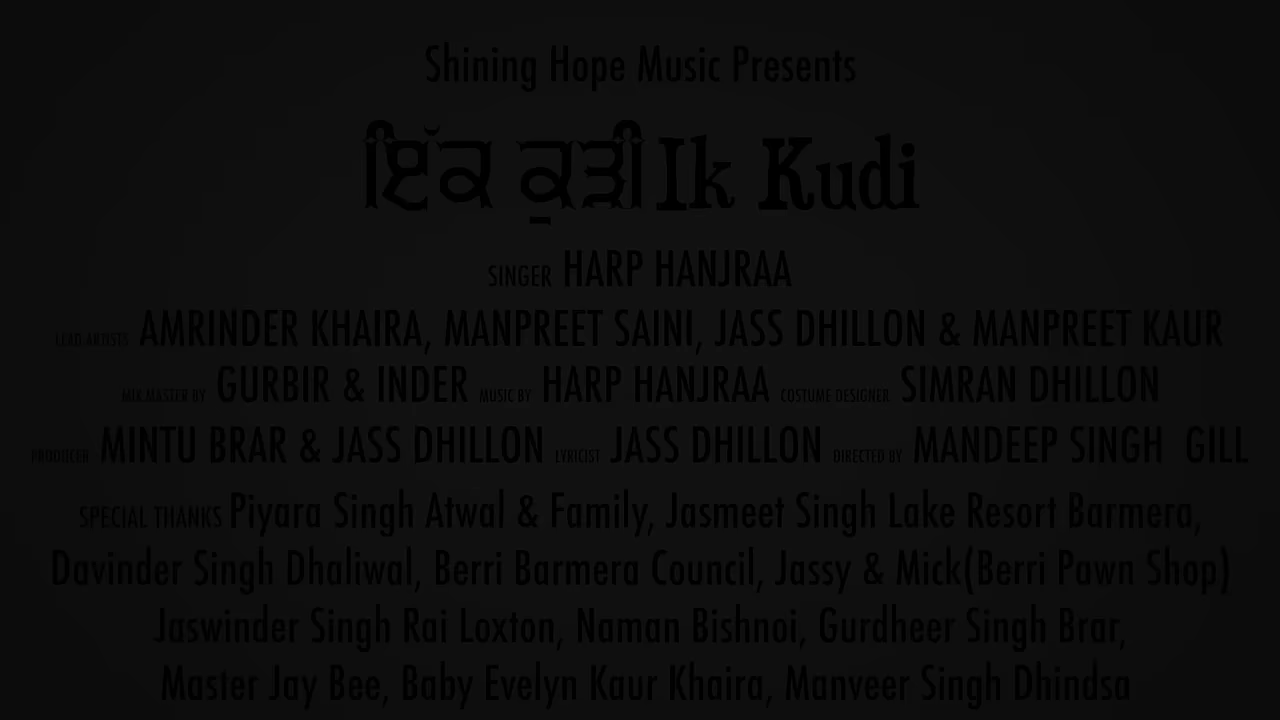 Shining Hope Music Presents
ਇੱਕ ਕੁੜੀ Ik Kudi
SINGER HARP HANJRAA
LEAD ARTISTS AMRINDER KHAIRA, MANPREET SAINI, JASS DHILLON & MANPREET KAUR
MIX MASTER BY GURBIR & INDER MUSIC BY HARP HANJRAA COSTUME DESIGNER SIMRAN DHILLON
PRODUCER MINTU BRAR & JASS DHILLON LYRICIST JASS DHILLON DIRECTED BY MANDEEP SINGH GILL
SPECIAL THANKS Piyara Singh Atwal & Family, Jasmeet Singh Lake Resort Barmera,
Davinder Singh Dhaliwal, Berri Barmera Council, Jassy & Mick(Berri Pawn Shop)
Jaswinder Singh Rai Loxton, Naman Bishnoi, Gurdheer Singh Brar,
Master Jay Bee, Baby Evelyn Kaur Khaira, Manveer Singh Dhindsa